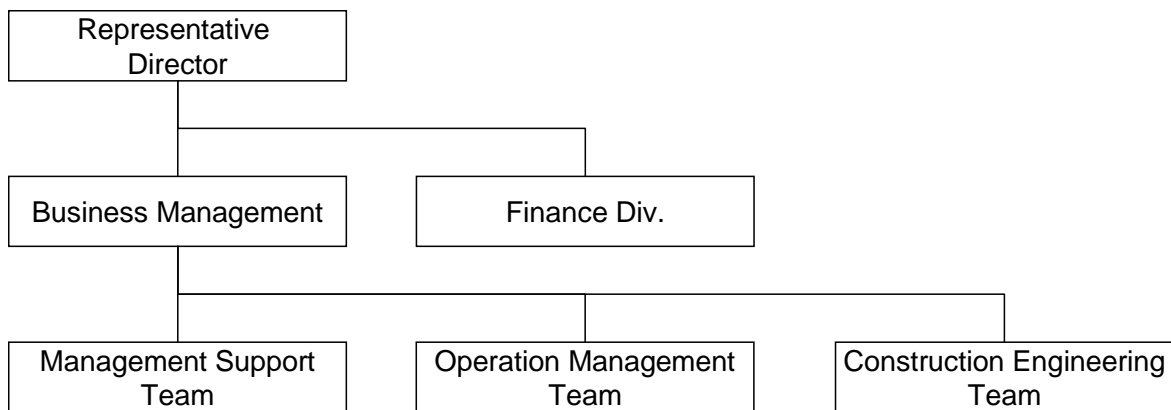 Representative
Director
Business Management
Finance Div.
Management Support
Team
Operation Management
Team
Construction Engineering
Team